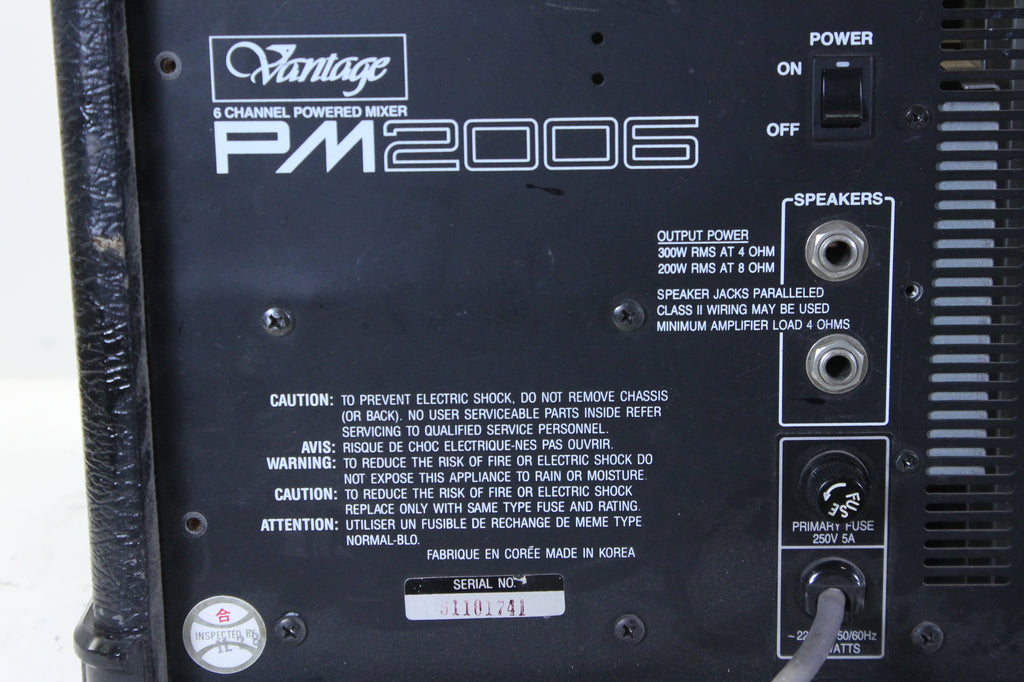 Vantage
6 CHANNEL POWERED MIXER
PM2006
POWER
ON
OFF
SPEAKERS
OUTPUT POWER
300W RMS AT 4 OHM
200W RMS AT 8 OHM
SPEAKER JACKS PARALLELED
CLASS II WIRING MAY BE USED
MINIMUM AMPLIFIER LOAD 4 OHMS
CAUTION: TO PREVENT ELECTRIC SHOCK, DO NOT REMOVE CHASSIS
(OR BACK). NO USER SERVICEABLE PARTS INSIDE REFER
SERVICING TO QUALIFIED SERVICE PERSONNEL.
AVIS: RISQUE DE CHOC ELECTRIQUE-NES PAS OUVRIR.
WARNING: TO REDUCE THE RISK OF FIRE OR ELECTRIC SHOCK DO
NOT EXPOSE THIS APPLIANCE TO RAIN OR MOISTURE.
CAUTION: TO REDUCE THE RISK OF FIRE OR ELECTRIC SHOCK
REPLACE ONLY WITH SAME TYPE FUSE AND RATING.
ATTENTION: UTILISER UN FUSIBLE DE RECHANGE DE MEME TYPE
NORMAL-BLO.
FABRIQUE EN CORÉE MADE IN KOREA
SERIAL NO.
FUSE
PRIMARY FUSE
250V 5A
50/60Hz
合
INSPECTED BY